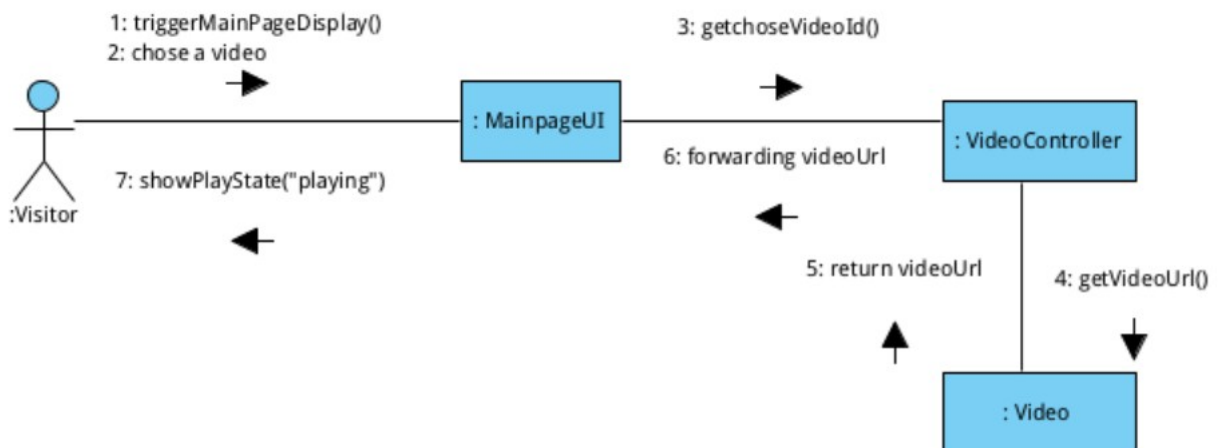 1: triggerMainPageDisplay()
2: chose a video
3: getchoseVideoId()
: MainpageUI
: VideoController
6: forwarding videoUrl
7: showPlayState("playing")
:Visitor
5: return videoUrl
4: getVideoUrl()
: Video